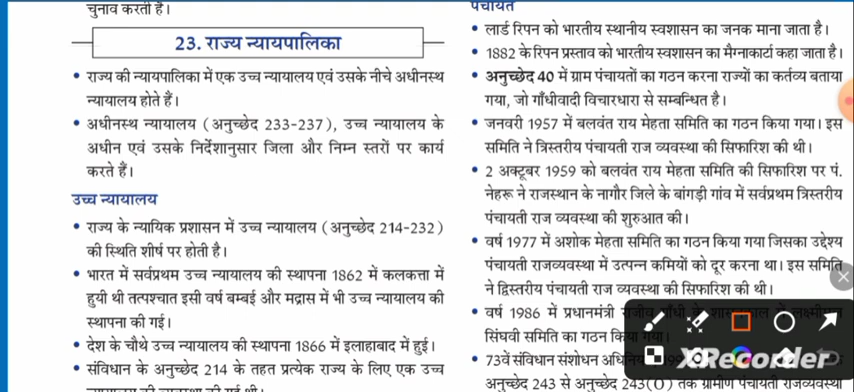 चुनाव करती है।
23. राज्य न्यायपालिका
• राज्य की न्यायपालिका में एक उच्च न्यायालय एवं उसके नीचे अधीनस्थ
न्यायालय होते हैं।
• अधीनस्थ न्यायालय (अनुच्छेद 233-237), उच्च न्यायालय के
अधीन एवं उसके निर्देशानुसार जिला और निम्न स्तरों पर कार्य
करते हैं।
उच्च न्यायालय
• राज्य के न्यायिक प्रशासन में उच्च न्यायालय (अनुच्छेद 214-232)
की स्थिति शीर्ष पर होती है।
• भारत में सर्वप्रथम उच्च न्यायालय की स्थापना 1862 में कलकत्ता में
हुयी थी तत्पश्चात इसी वर्ष बम्बई और मद्रास में भी उच्च न्यायालय की
स्थापना की गई।
• देश के चौथे उच्च न्यायालय की स्थापना 1866 में इलाहाबाद में हुई।
• संविधान के अनुच्छेद 214 के तहत प्रत्येक राज्य के लिए एक उच्च
पंचायत
• लार्ड रिपन को भारतीय स्थानीय स्वशासन का जनक माना जाता है।
• 1882 के रिपन प्रस्ताव को भारतीय स्वशासन का मैग्नाकार्टा कहा जाता है।
• अनुच्छेद 40 में ग्राम पंचायतों का गठन करना राज्यों का कर्तव्य बताया
गया, जो गाँधीवादी विचारधारा से सम्बन्धित है।
• जनवरी 1957 में बलवंत राय मेहता समिति का गठन किया गया। इस
समिति ने त्रिस्तरीय पंचायती राज व्यवस्था की सिफारिश की थी।
• 2 अक्टूबर 1959 को बलवंत राय मेहता समिति की सिफारिश पर पं.
नेहरू ने राजस्थान के नागौर जिले के बांगड़ी गांव में सर्वप्रथम त्रिस्तरीय
पंचायती राज व्यवस्था की शुरुआत की।
• वर्ष 1977 में अशोक मेहता समिति का गठन किया गया जिसका उद्देश्य
पंचायती राजव्यवस्था में उत्पन्न कमियों को दूर करना था। इस समिति
ने द्विस्तरीय पंचायती राज व्यवस्था की सिफारिश की थी।
• वर्ष 1986 में प्रधानमंत्री राजीव गाँधी के शासनकाल में लक्ष्मीमल
सिंघवी समिति का गठन किया गया।
• 73वें संविधान संशोधन
अनुच्छेद 243 से अनुच्छेद 243(O) तक ग्रामीण पंचायती राजव्यवस्था
XRecorder